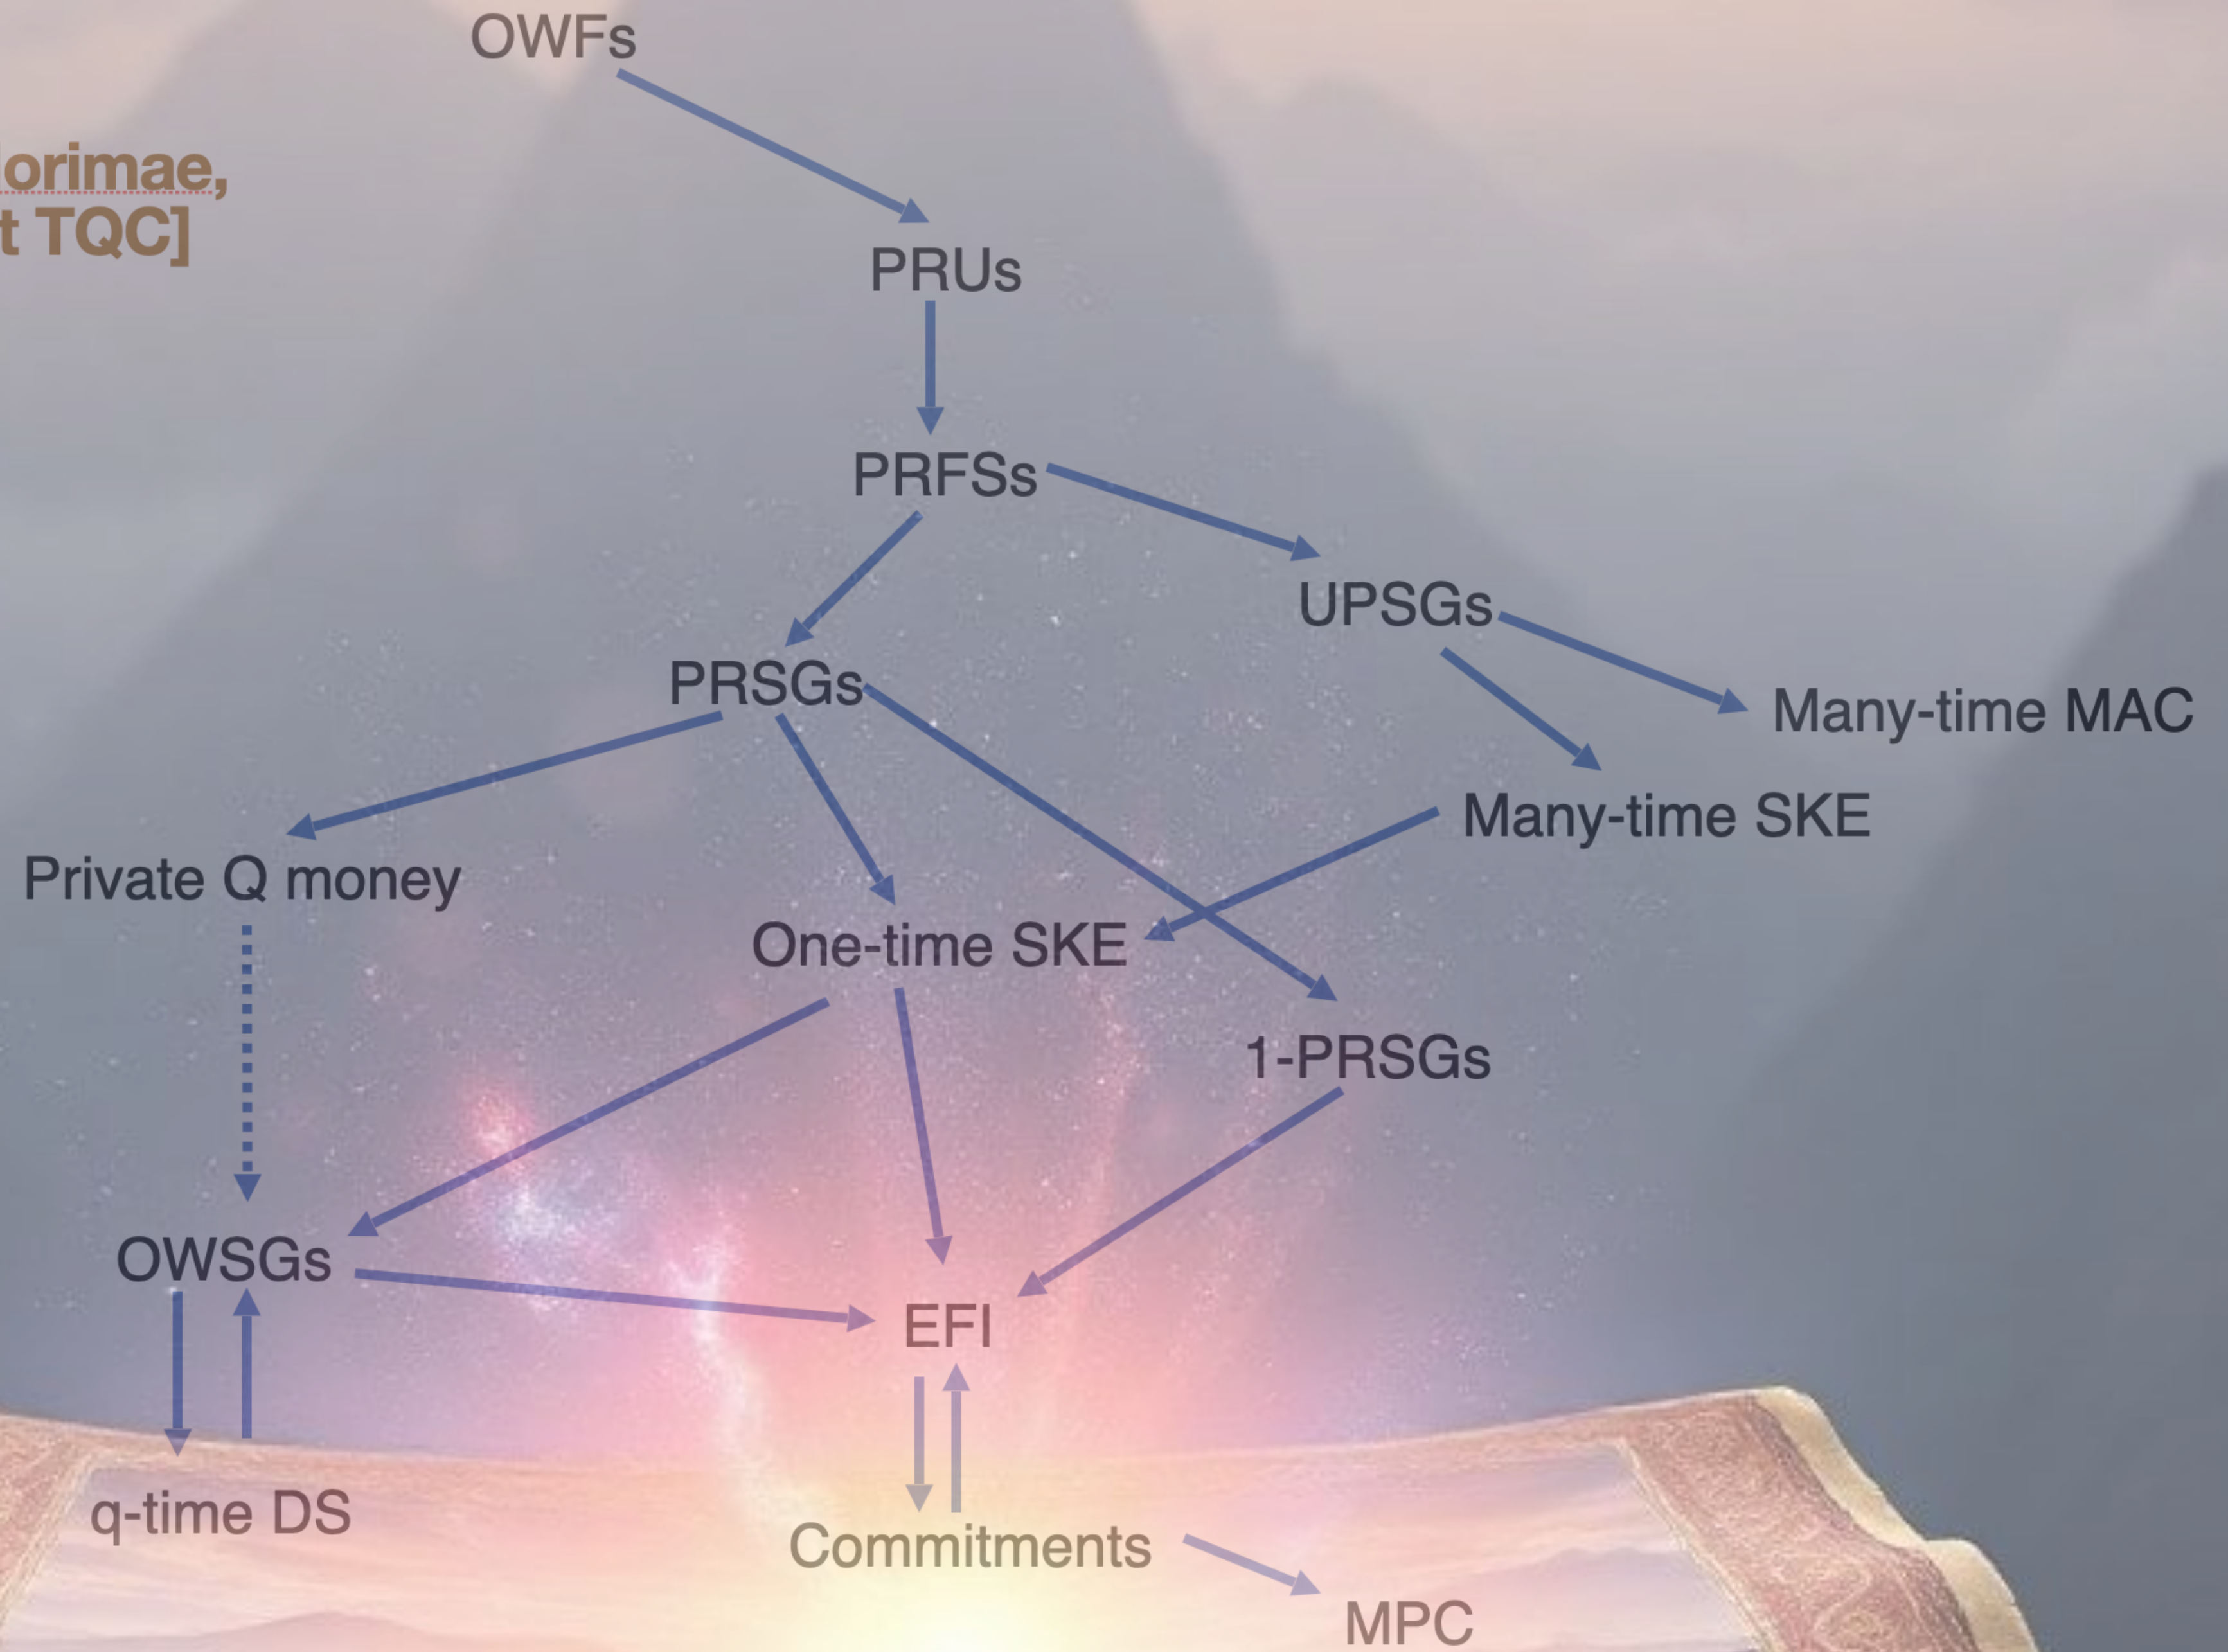 OWFs
orimae,
t TQC]
PRUs
PRFSs
UPSGs
PRSGs
Many-time MAC
Many-time SKE
Private Q money
One-time SKE
1-PRSGs
OWSGs
EFI
q-time DS
Commitments
MPC